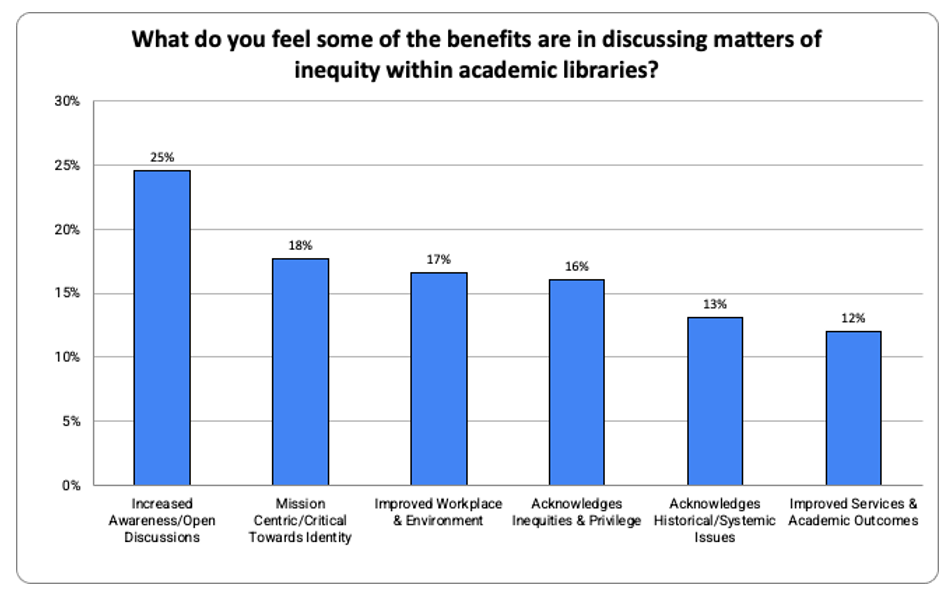 What do you feel some of the benefits are in discussing matters of
inequity within academic libraries?
30%
25%
20%
15%
10%
5%
0%
25%
18%
17%
16%
13%
12%
Increased
Awareness/Open
Discussions
Mission
Centric/Critical
Towards Identity
Improved Workplace
& Environment
Acknowledges
Inequities & Privilege
Acknowledges
Historical/Systemic
Issues
Improved Services &
Academic Outcomes